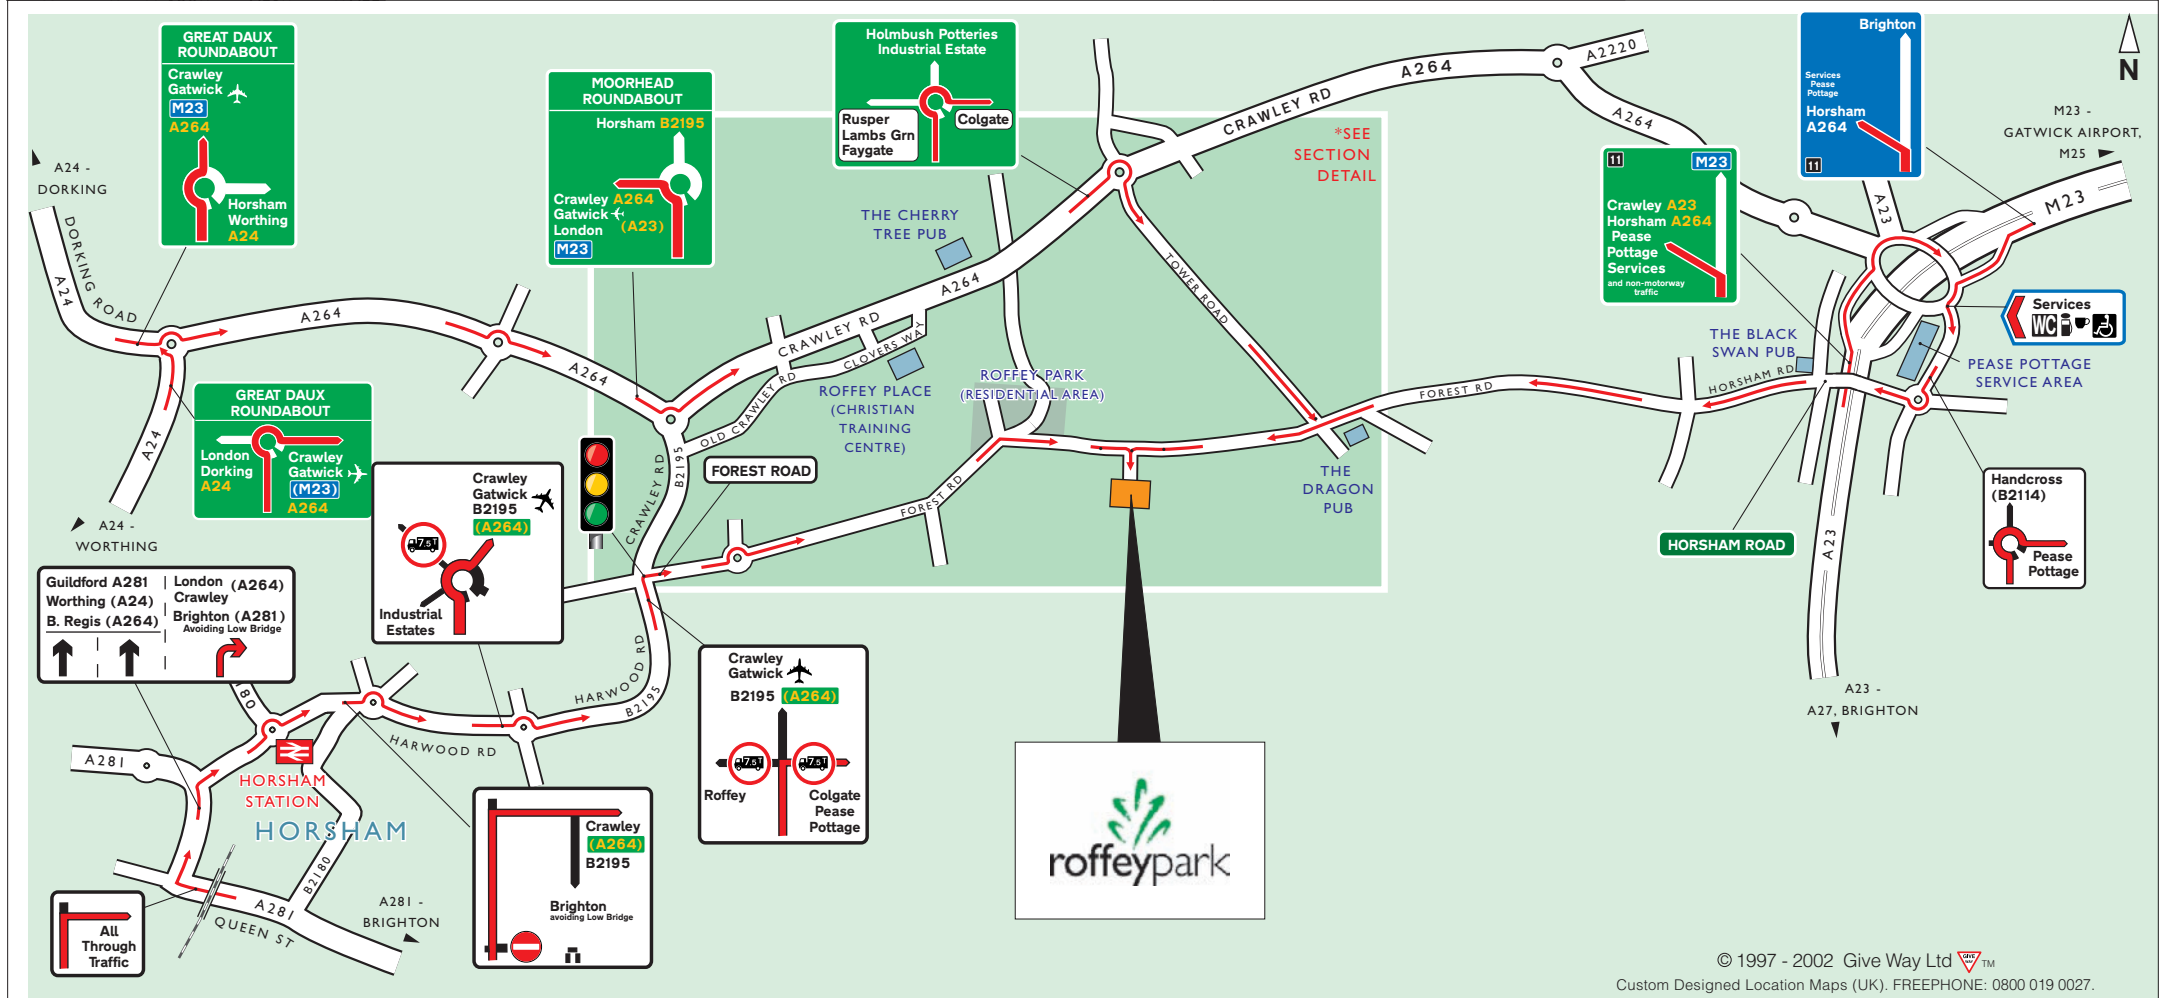 GREAT DAUX
ROUNDABOUT
Crawley
Gatwick
M23
A264
Horsham
Worthing
A24
A24 -
DORKING
DORKING ROAD
A24
A264
A24
A24 -
WORTHING
GREAT DAUX
ROUNDABOUT
London
Dorking
A24
Crawley
Gatwick
(M23)
A264
MOORHEAD
ROUNDABOUT
Horsham B2195
Crawley A264
Gatwick
(A23)
London
M23
A264
Holmbush Potteries
Industrial Estate
Rusper
Lambs Grn
Faygate
Colgate
*SEE
SECTION
DETAIL
CRAWLEY RD
A264
A2220
A264
THE CHERRY
TREE PUB
A264
CRAWLEY RD
CLOVERS WAY
OLD CRAWLEY RD
ROFFEY PLACE
(CHRISTIAN
TRAINING
CENTRE)
ROFFEY PARK
(RESIDENTIAL AREA)
TOWER ROAD
THE
DRAGON
PUB
FOREST RD
FOREST RD
FOREST ROAD
CRAWLEY RD
B2195
Brighton
Services
Pease
Pottage
Horsham
A264
11
11
M23
Crawley A23
Horsham A264
Pease
Pottage
Services
and non-motorway
traffic
N
M23 -
GATWICK AIRPORT,
M25
M23
A23
Services
WC
THE BLACK
SWAN PUB
HORSHAM RD
PEASE POTTAGE
SERVICE AREA
HORSHAM ROAD
A23
Handcross
(B2114)
Pease
Pottage
A23 -
A27, BRIGHTON
Crawley
Gatwick
B2195
(A264)
7.5T
Industrial
Estates
Guildford A281
Worthing (A24)
B. Regis (A264)
London (A264)
Crawley
Brighton (A281)
Avoiding Low Bridge
HARWOOD RD
B2195
HARWOOD RD
Crawley
Gatwick
B2195 (A264)
7.5T
7.5T
Roffey
Colgate
Pease
Pottage
A281
HORSHAM
STATION
HORSHAM
B2180
A281
QUEEN ST
A281 -
BRIGHTON
All
Through
Traffic
Crawley
(A264)
B2195
Brighton
avoiding Low Bridge
roffeypark
© 1997 - 2002 Give Way Ltd GIVE WAY TM
Custom Designed Location Maps (UK). FREEPHONE: 0800 019 0027.